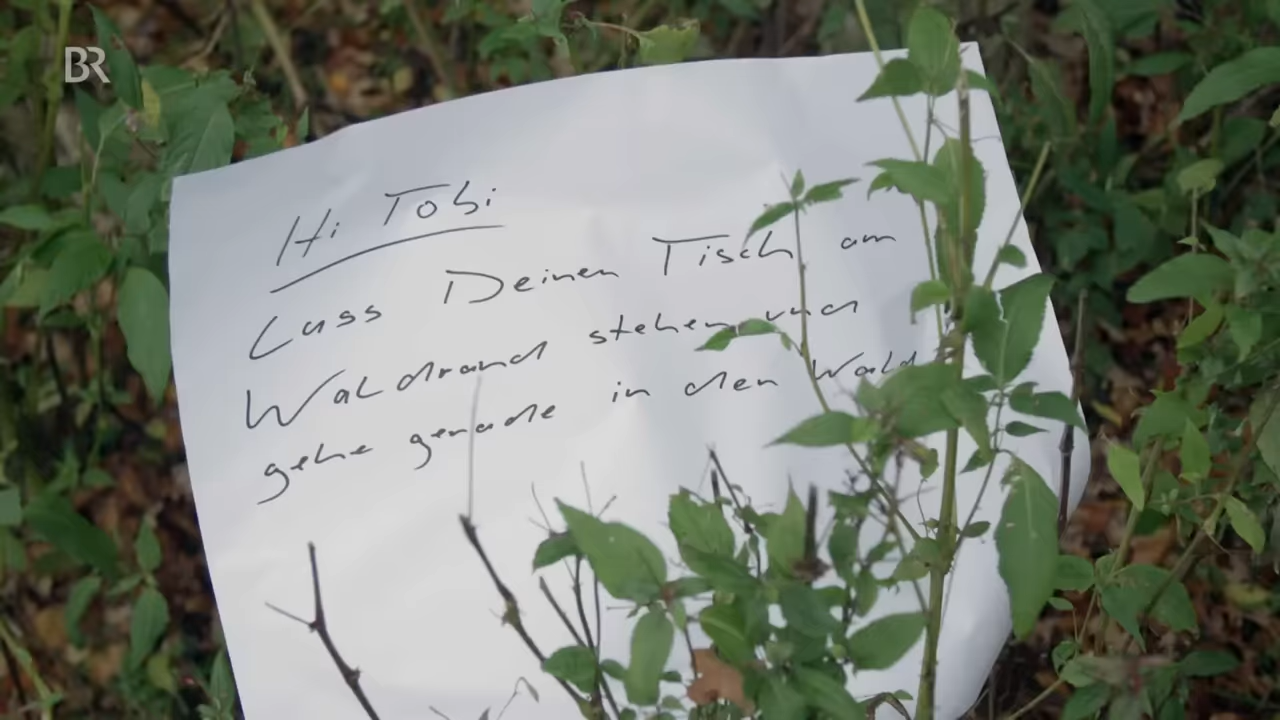 BR
Hi Tobi
Lass Deinen Tisch am
Waldrand stehen und
gehe gerade in den Wald